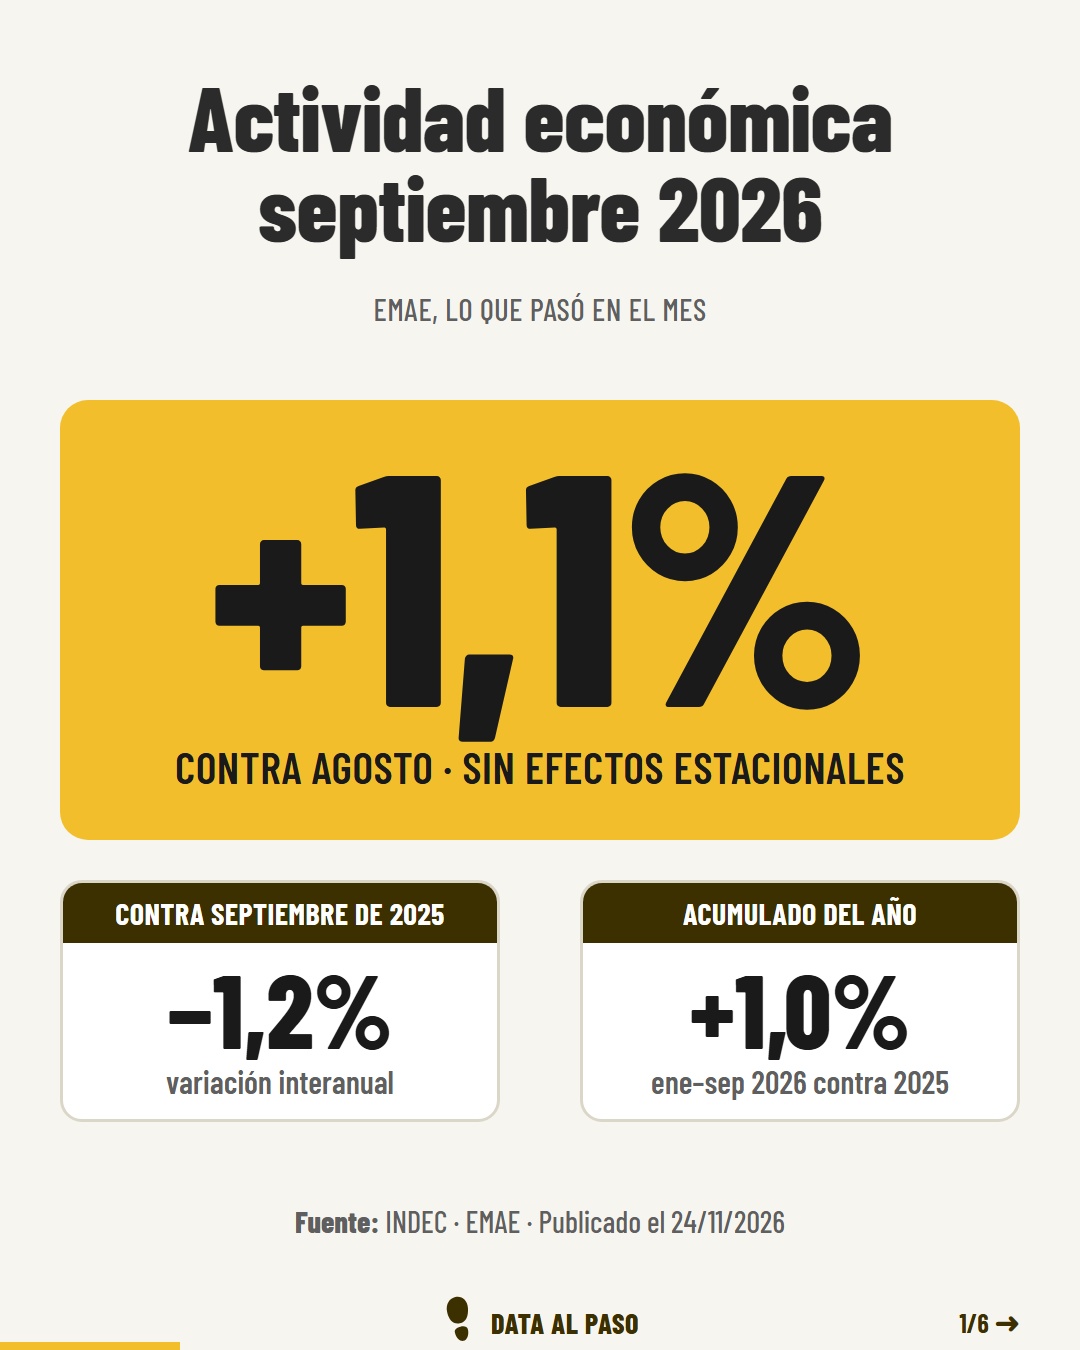 Actividad económica
septiembre 2026
EMAE, LO QUE PASÓ EN EL MES
+1,1%
CONTRA AGOSTO · SIN EFECTOS ESTACIONALES
CONTRA SEPTIEMBRE DE 2025
–1,2%
variación interanual
ACUMULADO DEL AÑO
+1,0%
ene–sep 2026 contra 2025
Fuente: INDEC · EMAE · Publicado el 24/11/2026
DATA AL PASO
1/6 →